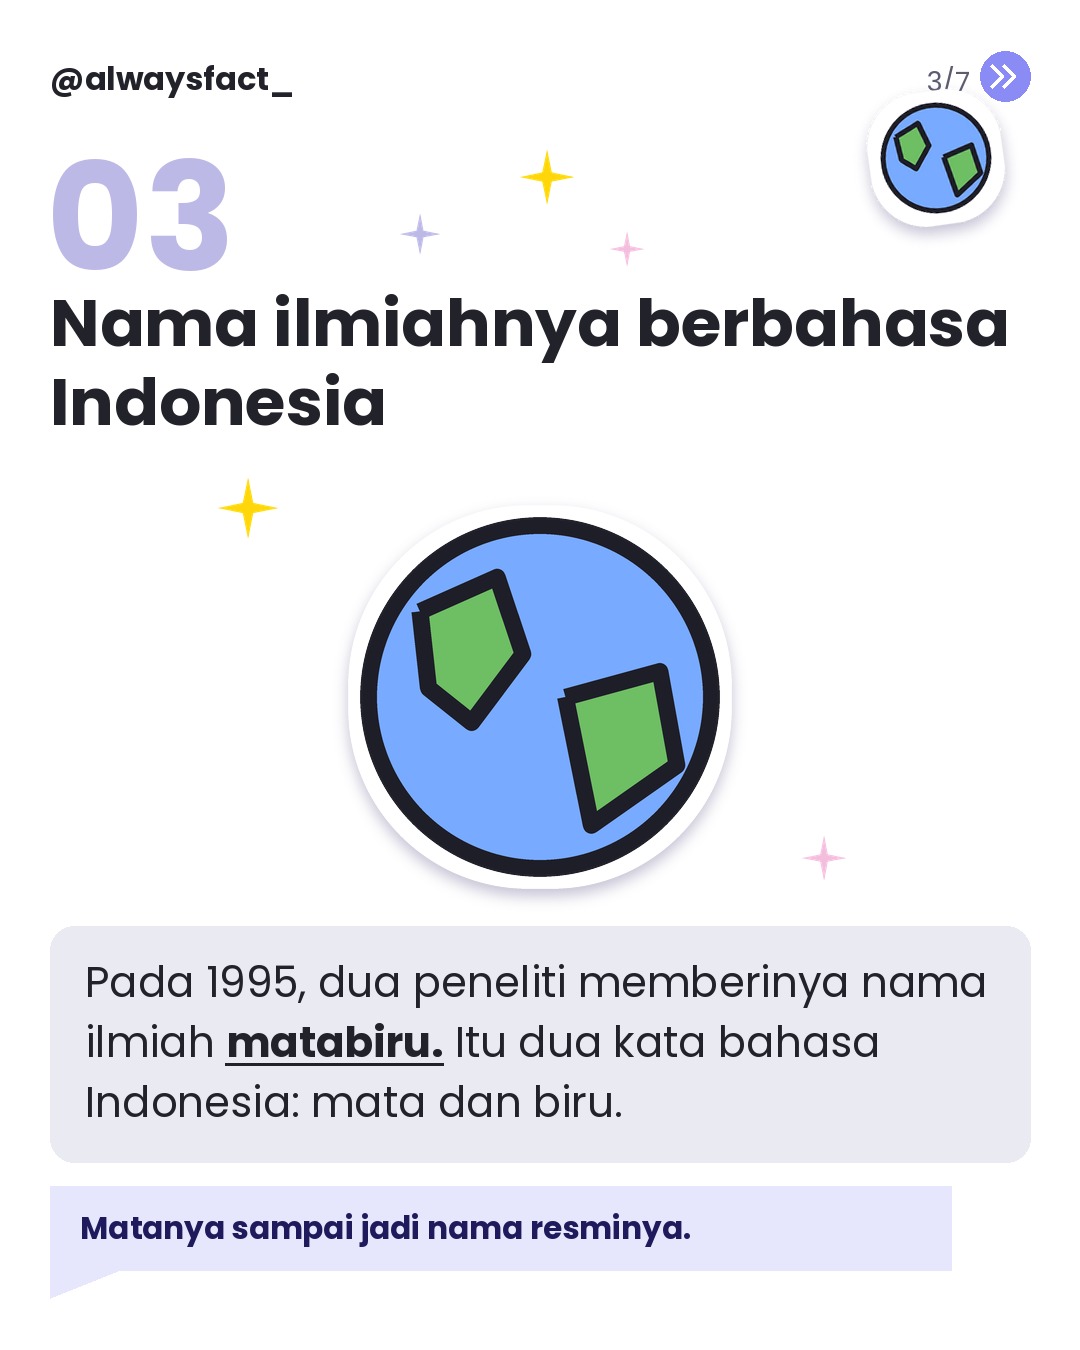 @alwaysfact_
3/7
03
Nama ilmiahnya berbahasa
Indonesia
Pada 1995, dua peneliti memberinya nama
ilmiah matabiru. Itu dua kata bahasa
Indonesia: mata dan biru.
Matanya sampai jadi nama resminya.